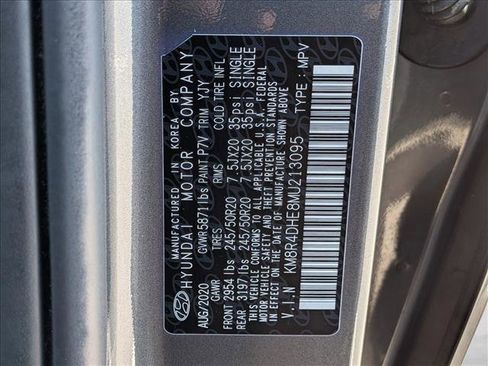 MANUFACTURED IN KOREA BY
HYUNDAI MOTOR COMPANY
AUG/2020 GVWR 5871lbs PAINT P7V TRIM YJY
GAWR TIRES RIMS COLD TIRE PSI
FRONT 2954 lbs 245/50R20 7.5JX20 35psi SINGLE
REAR 3197 lbs 245/50R20 7.5JX20 35psi SINGLE
THIS VEHICLE CONFORMS TO ALL APPLICABLE U.S.A. FEDERAL
MOTOR VEHICLE SAFETY, BUMPER, AND THEFT PREVENTION STANDARDS
IN EFFECT ON THE DATE OF MANUFACTURE SHOWN ABOVE
V.I.N KM8R4DHE8MU213095 TYPE : MPV